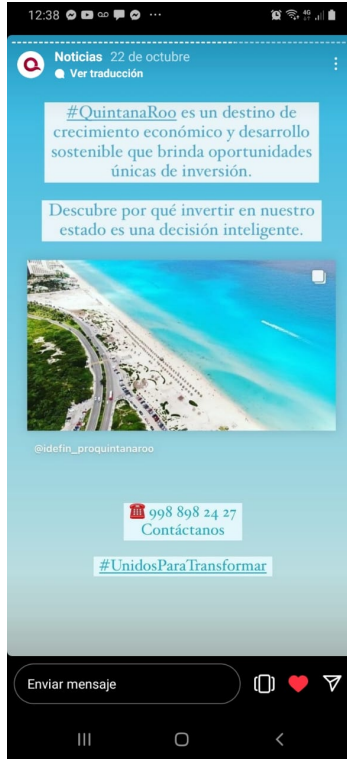 12:38
4G
Noticias 22 de octubre
Ver traducción
#QuintanaRoo es un destino de
crecimiento económico y desarrollo
sostenible que brinda oportunidades
únicas de inversión.
Descubre por qué invertir en nuestro
estado es una decisión inteligente.
@idefin_proquintanaroo
998 898 24 27
Contáctanos
#UnidosParaTransformar
Enviar mensaje